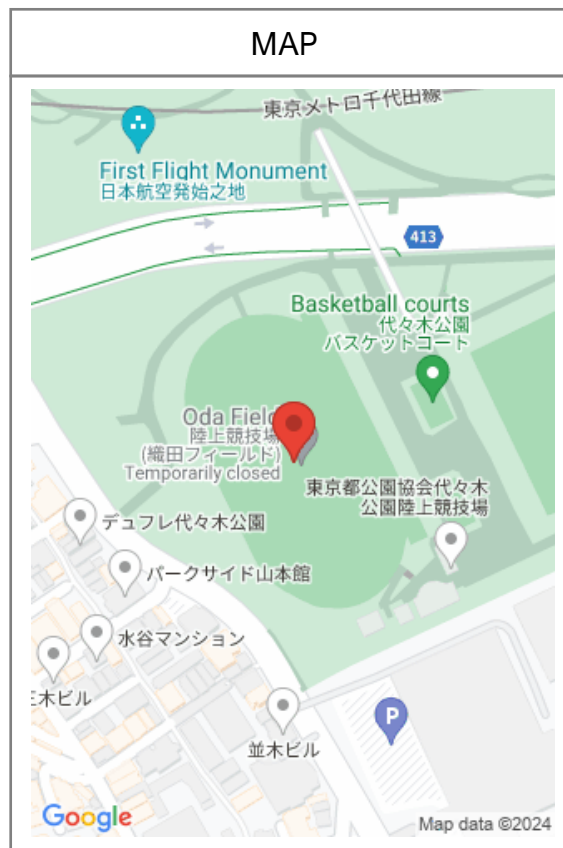 MAP
東京メトロ千代田線
First Flight Monument
日本航空発始之地
413
Basketball courts
代々木公園
バスケットコート
Oda Field
陸上競技場
(織田フィールド)
Temporarily closed
東京都公園協会代々木
公園陸上競技場
デュフレ代々木公園
パークサイド山本館
水谷マンション
三木ビル
P
並木ビル
Google
Map data ©2024